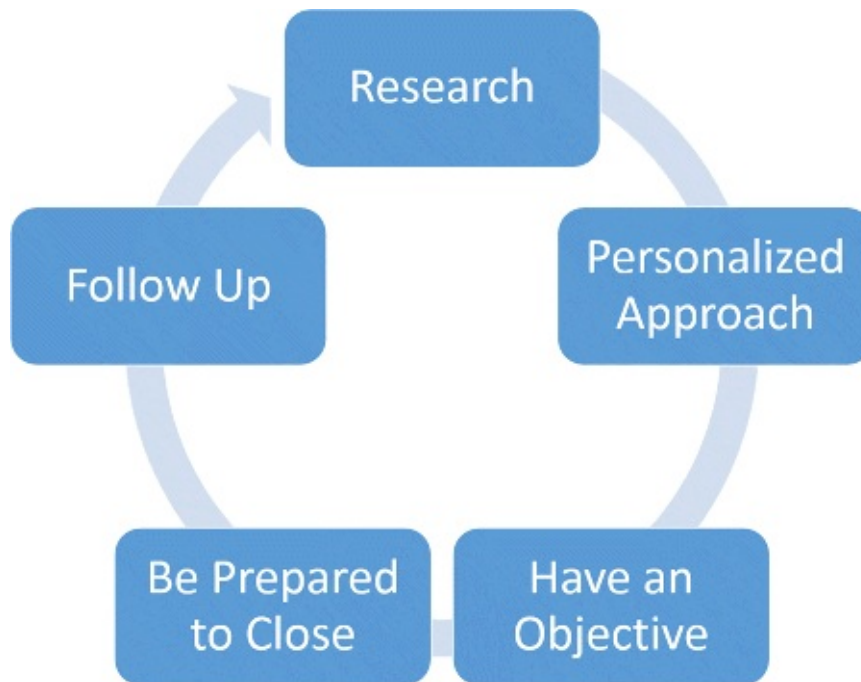 Research
Personalized
Approach
Have an
Objective
Be Prepared
to Close
Follow Up